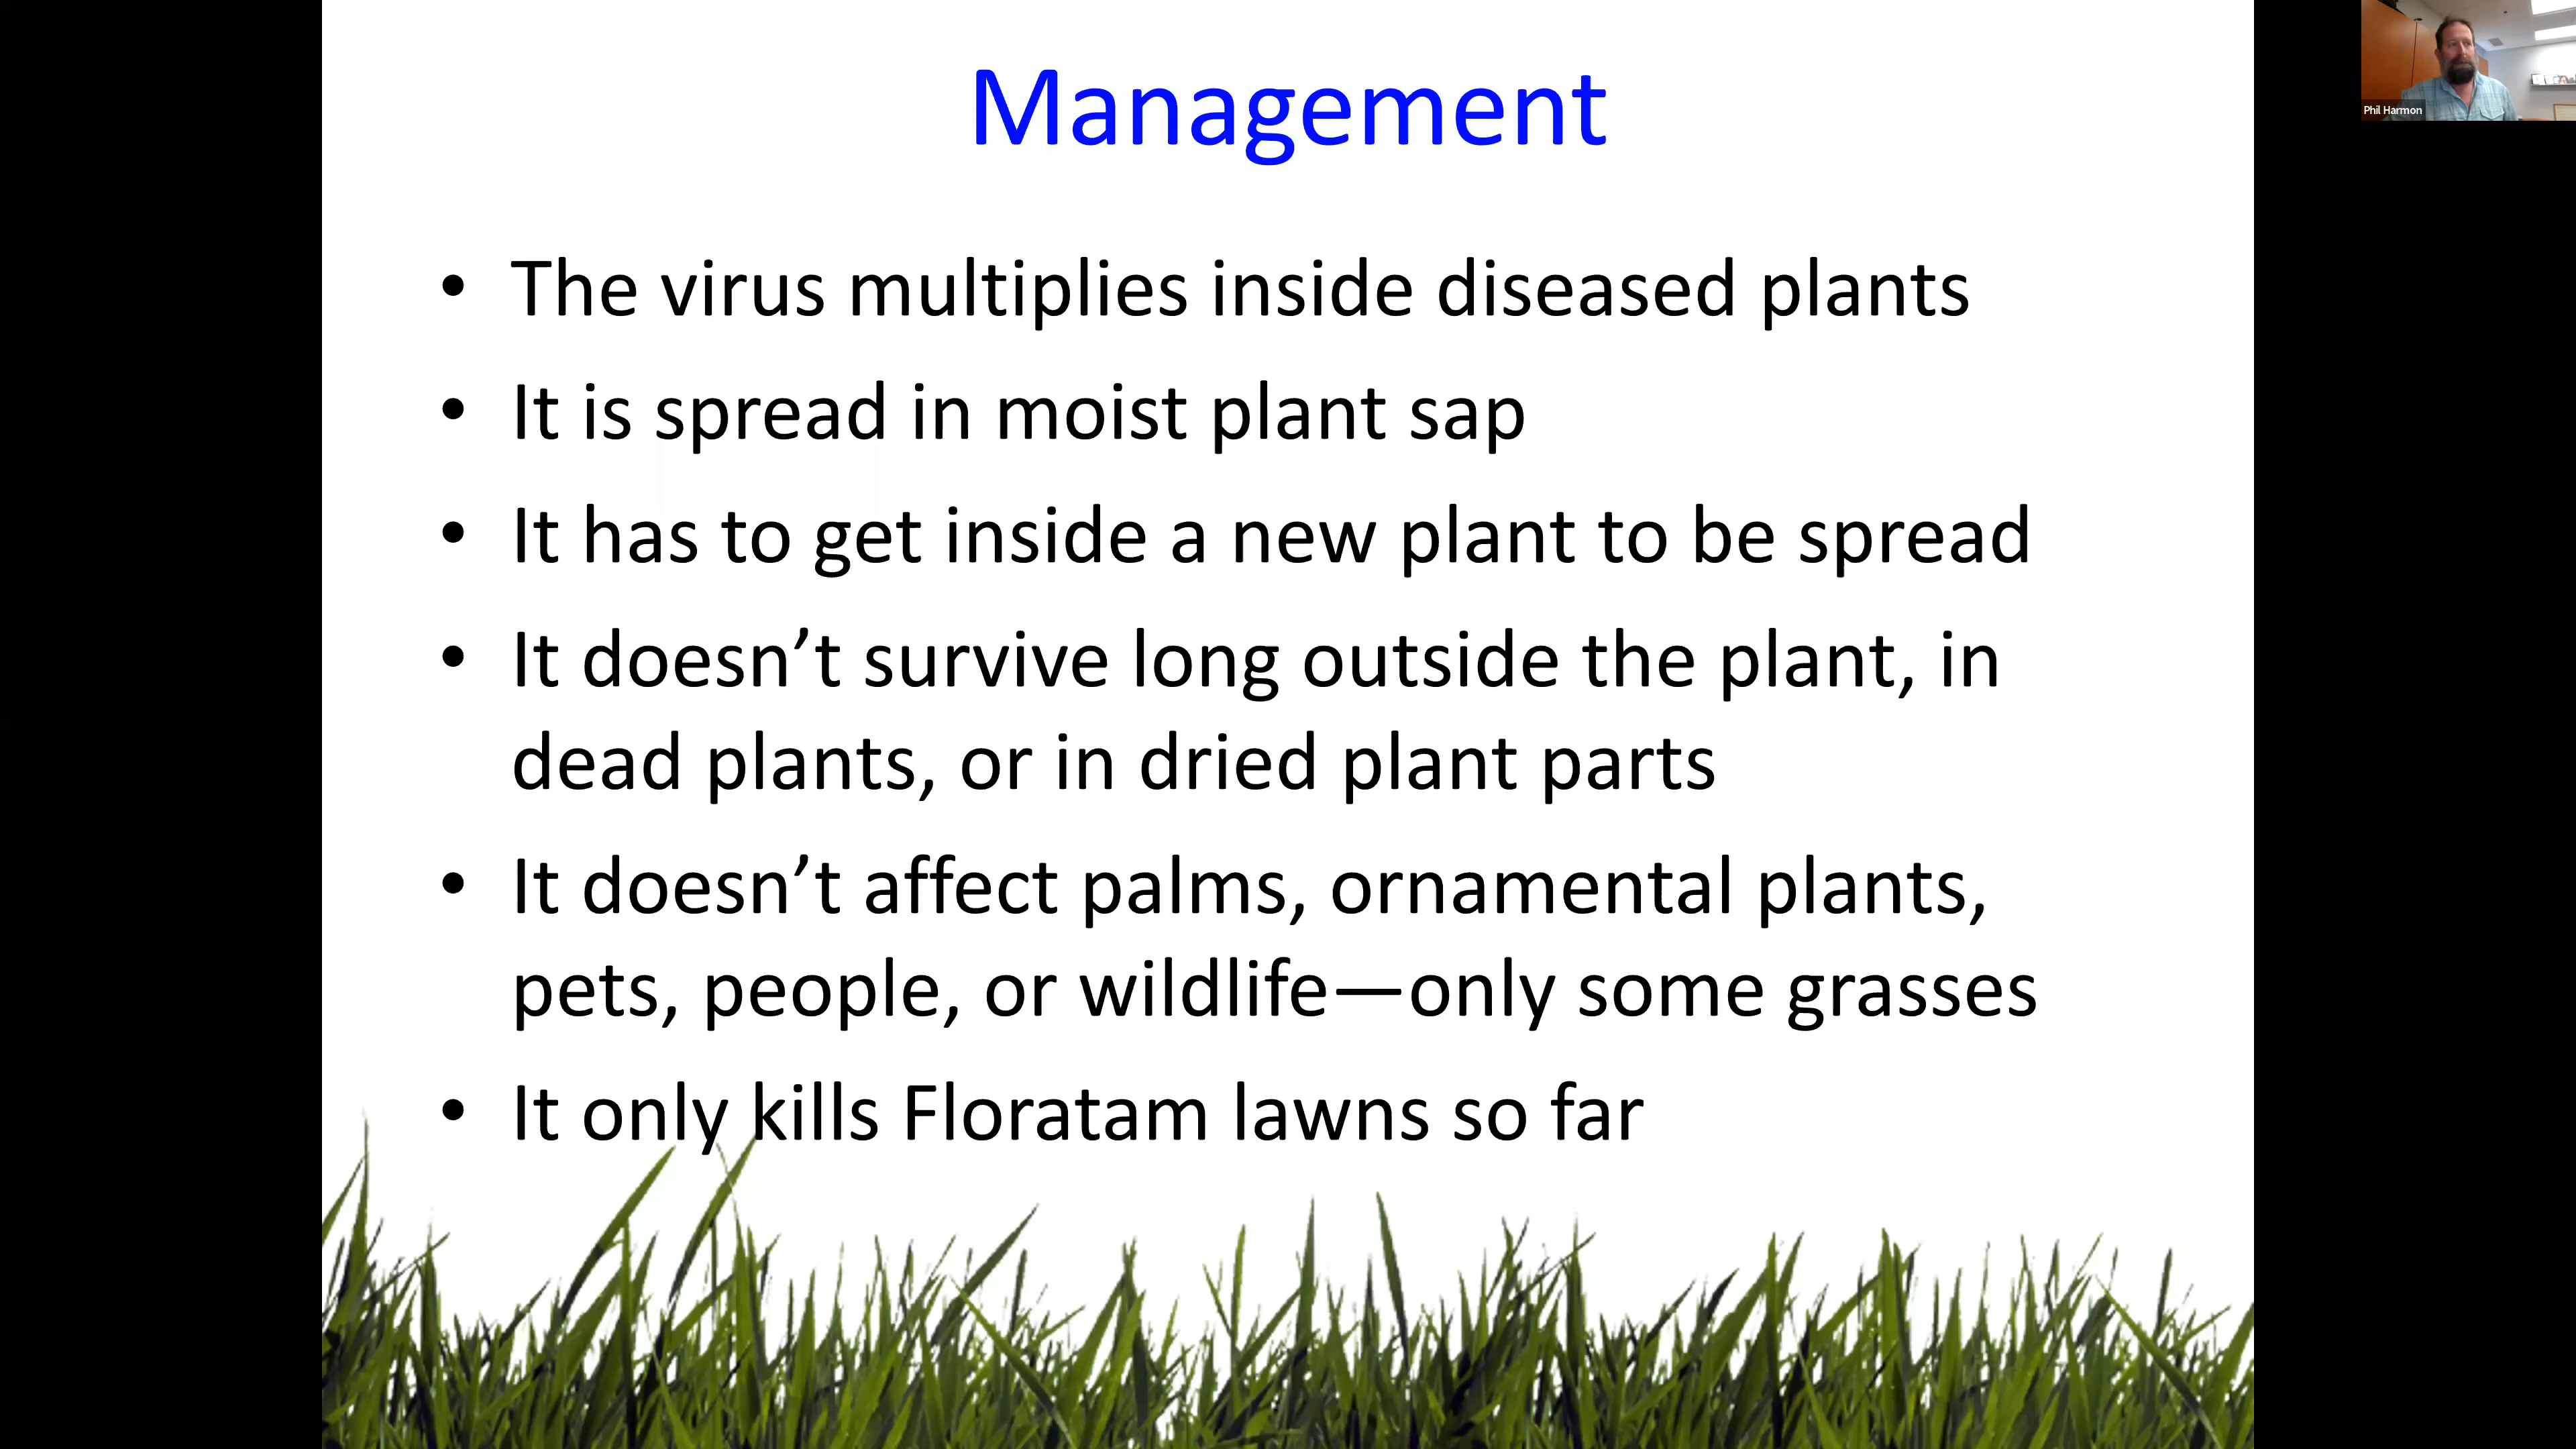 Management
• The virus multiplies inside diseased plants
• It is spread in moist plant sap
• It has to get inside a new plant to be spread
• It doesn’t survive long outside the plant, in
dead plants, or in dried plant parts
• It doesn’t affect palms, ornamental plants,
pets, people, or wildlife—only some grasses
• It only kills Floratam lawns so far
Phil Harmon